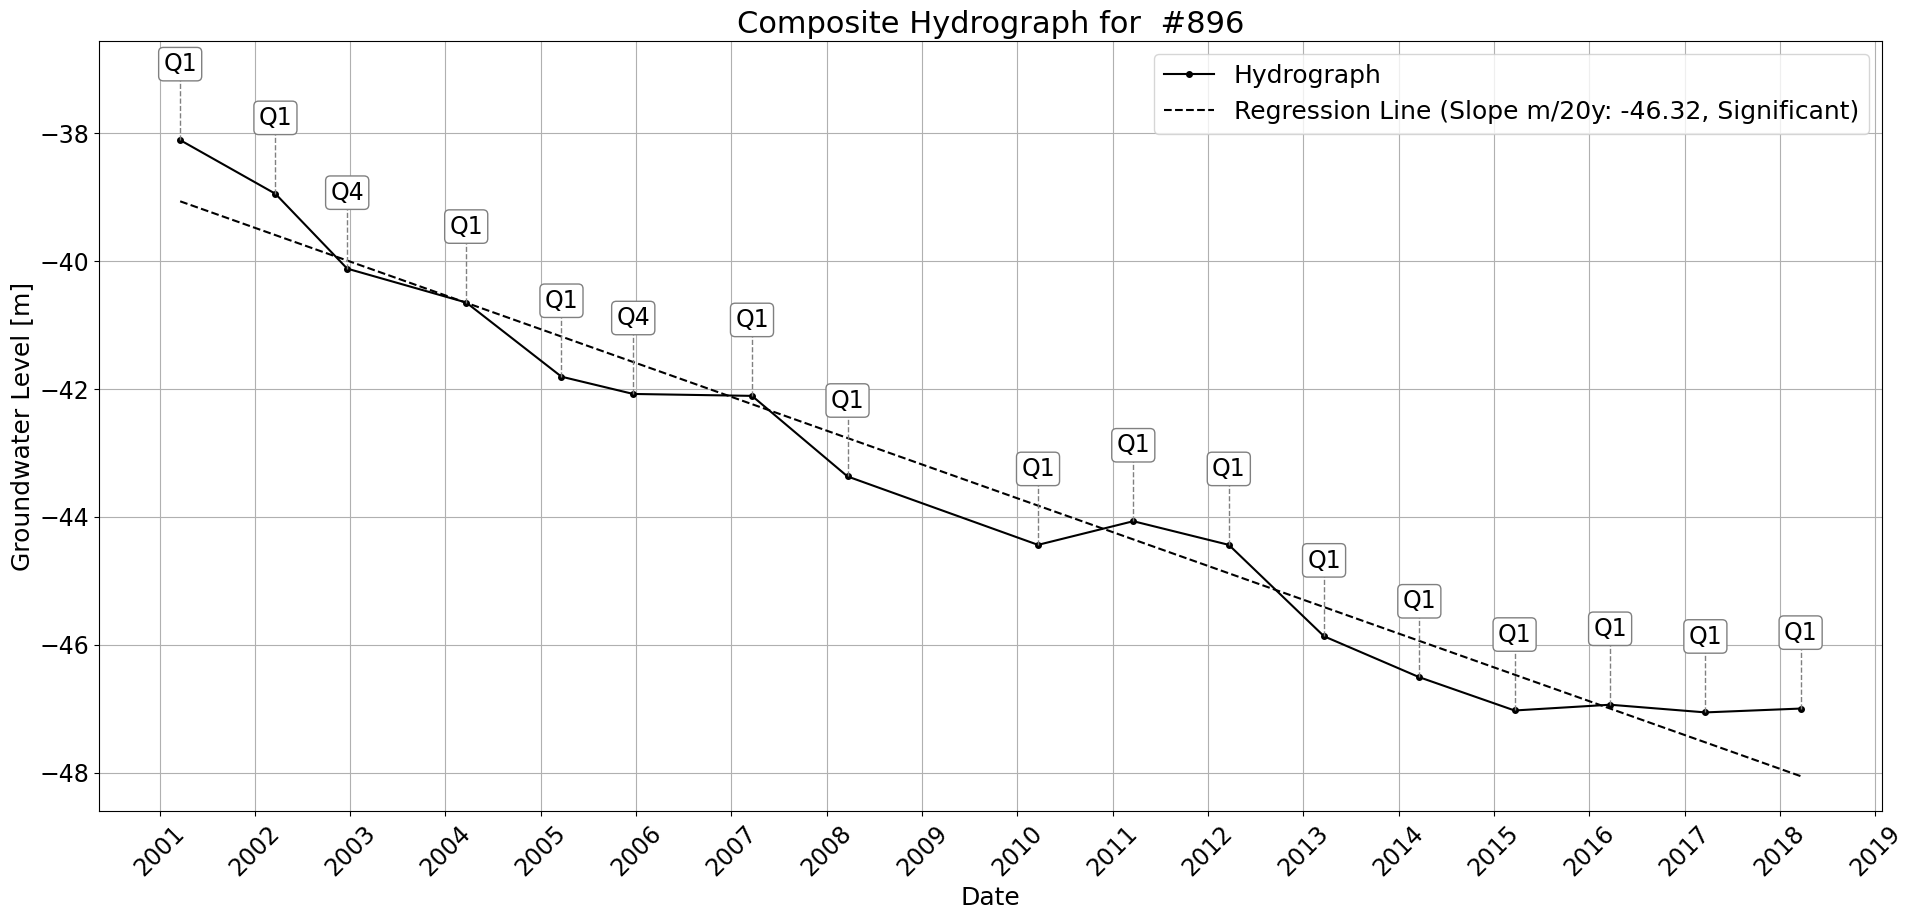 Composite Hydrograph for  #896
Hydrograph
Regression Line (Slope m/20y: -46.32, Significant)
Q1
Q1
Q4
Q1
Q1
Q4
Q1
Q1
Q1
Q1
Q1
Q1
Q1
Q1
Q1
Q1
Q1
Groundwater Level [m]
−38
−40
−42
−44
−46
−48
2001
2002
2003
2004
2005
2006
2007
2008
2009
2010
2011
2012
2013
2014
2015
2016
2017
2018
2019
Date